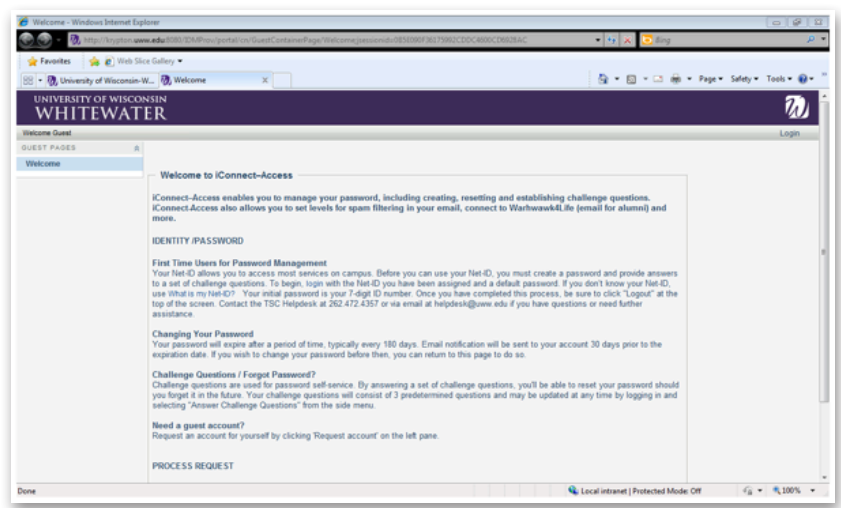 Welcome - Windows Internet Explorer
Bing
Favorites Web Slice Gallery
University of Wisconsin-W... Welcome X Page Safety Tools
UNIVERSITY OF WISCONSIN
WHITEWATER
Welcome Guest Login
GUEST PAGES
Welcome
Welcome to iConnect–Access
iConnect–Access enables you to manage your password, including creating, resetting and establishing challenge questions.
iConnect-Access also allows you to set levels for spam filtering in your email, connect to Warhwawk4Life (email for alumni) and
more.
IDENTITY /PASSWORD
First Time Users for Password Management
Your Net-ID allows you to access most services on campus. Before you can use your Net-ID, you must create a password and provide answers
to a set of challenge questions. To begin, login with the Net-ID you have been assigned and a default password. If you don't know your Net-ID,
use What is my Net-ID? Your initial password is your 7-digit ID number. Once you have completed this process, be sure to click "Logout" at the
top of the screen. Contact the TSC Helpdesk at 262.472.4357 or via email at helpdesk@uww.edu if you have questions or need further
assistance.
Changing Your Password
Your password will expire after a period of time, typically every 180 days. Email notification will be sent to your account 30 days prior to the
expiration date. If you wish to change your password before then, you can return to this page to do so.
Challenge Questions / Forgot Password?
Challenge questions are used for password self-service. By answering a set of challenge questions, you'll be able to reset your password should
you forget it in the future. Your challenge questions will consist of 3 predetermined questions and may be updated at any time by logging in and
selecting "Answer Challenge Questions" from the side menu.
Need a guest account?
Request an account for yourself by clicking 'Request account' on the left pane.
PROCESS REQUEST
Done Local intranet | Protected Mode: Off 100%